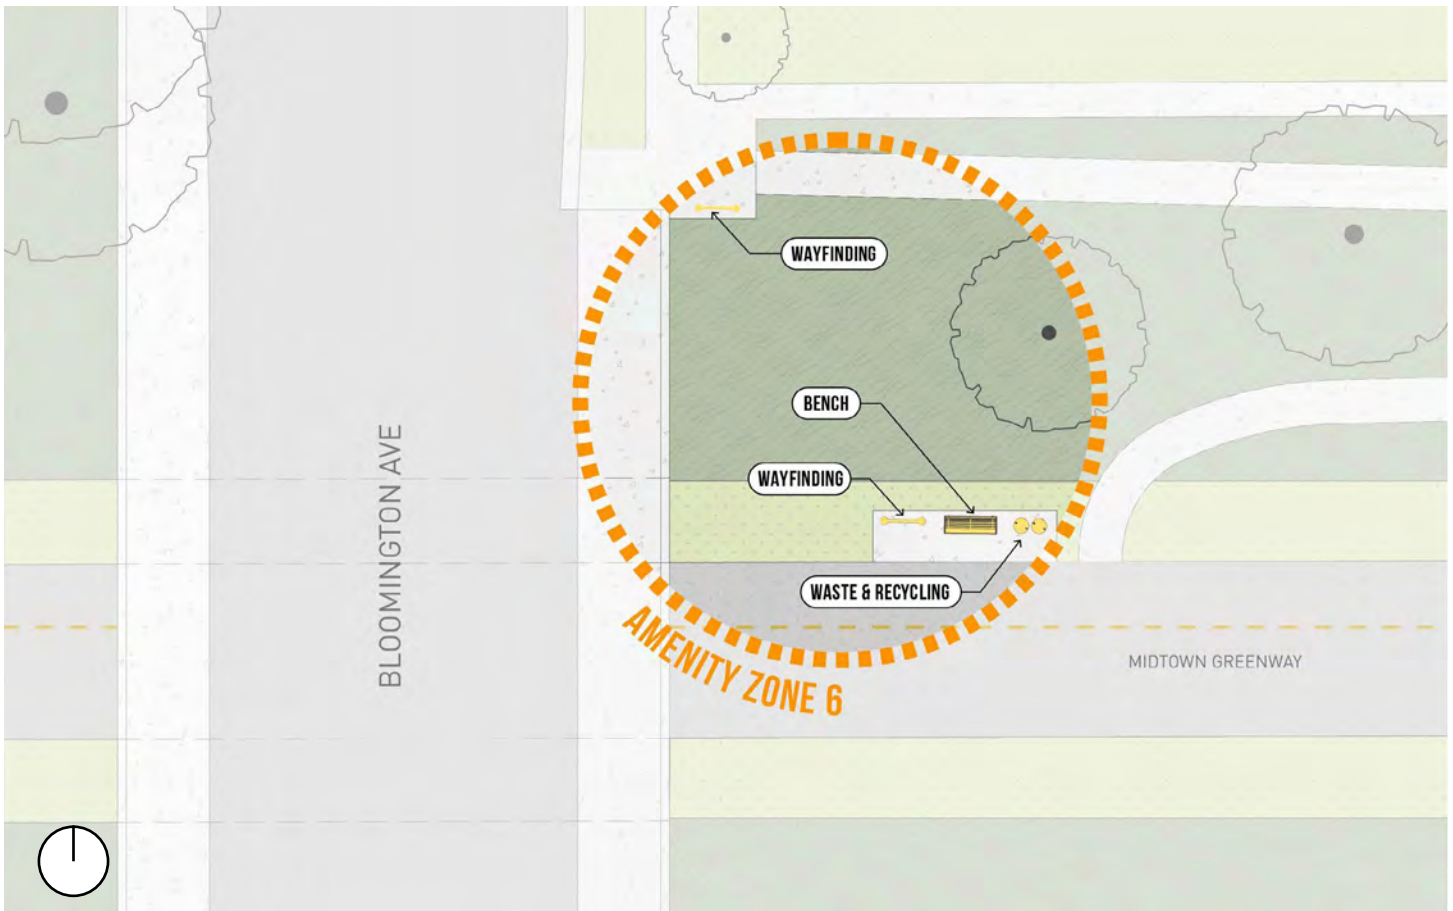 WAYFINDING
BENCH
WAYFINDING
WASTE & RECYCLING
BLOOMINGTON AVE
AMENITY ZONE 6
MIDTOWN GREENWAY